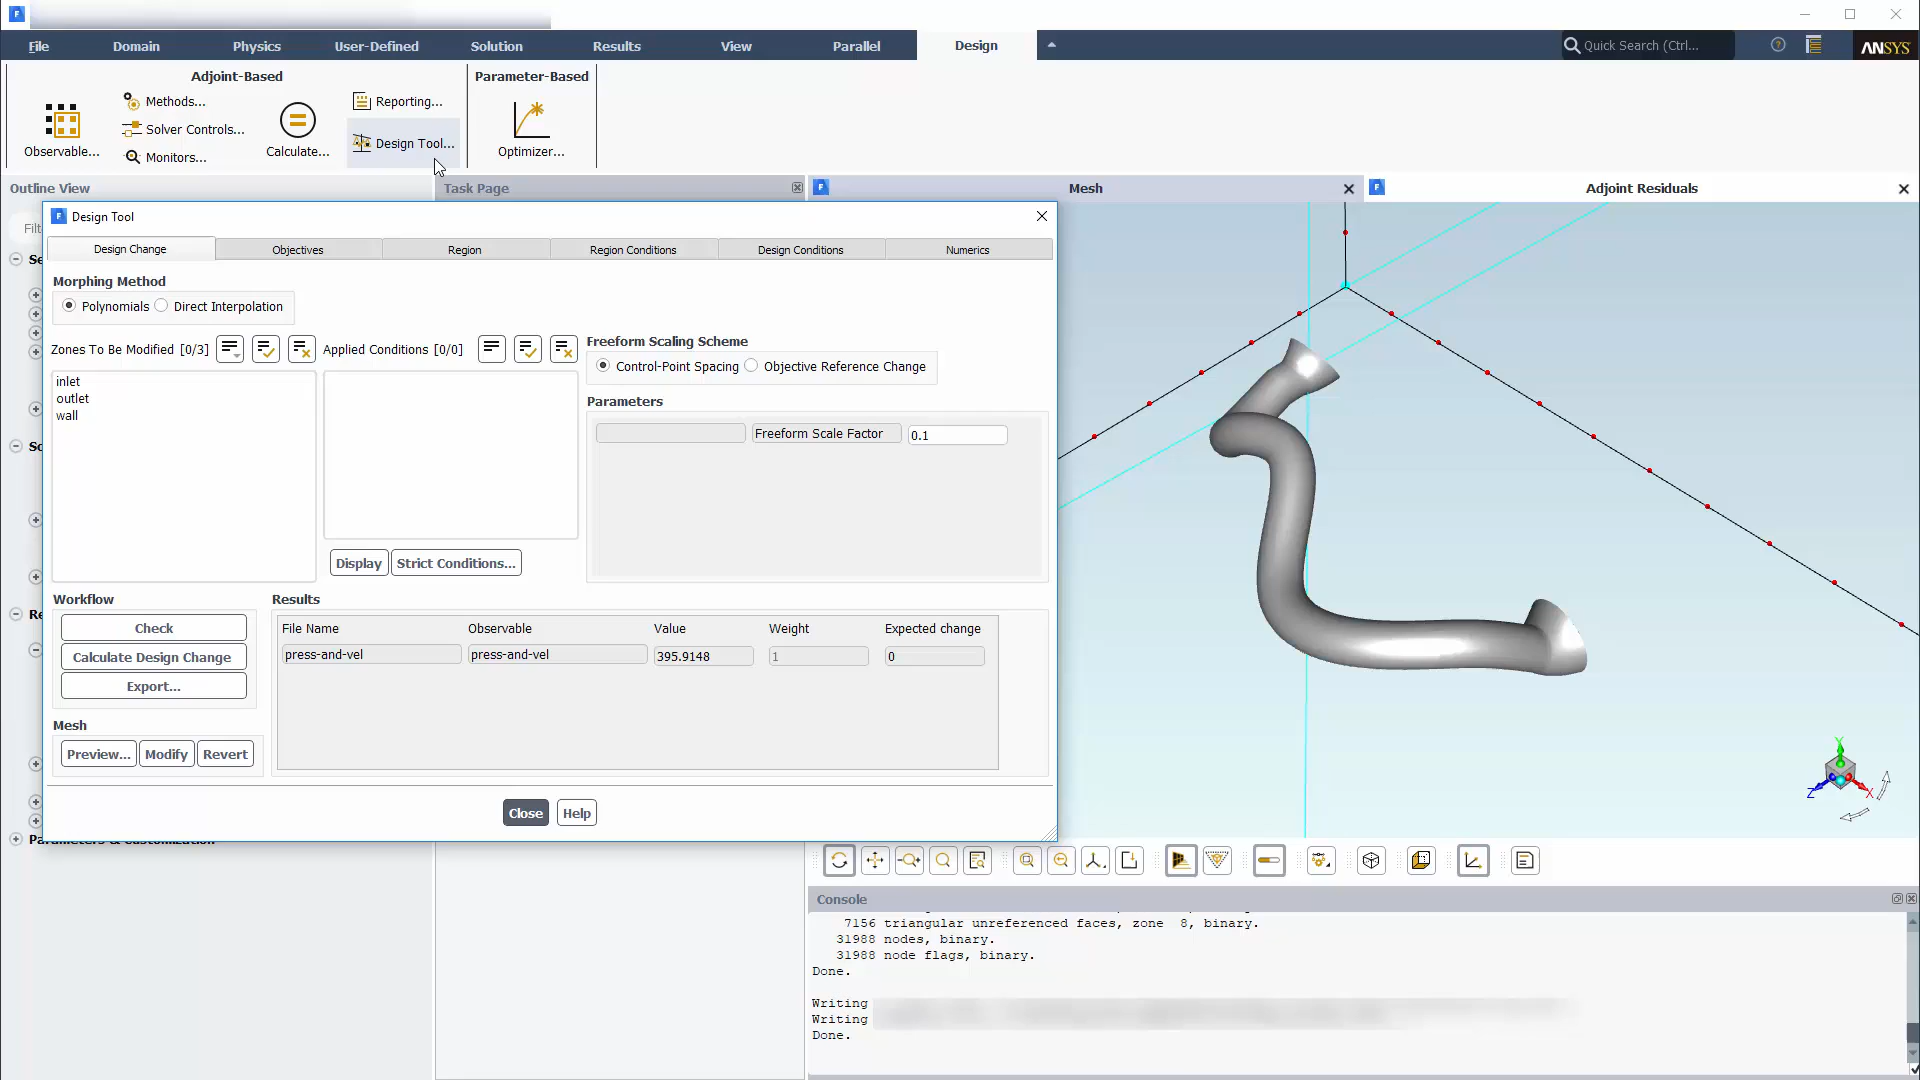 File Domain Physics User-Defined Solution Results View Parallel Design Quick Search (Ctrl... ANSYS
Adjoint-Based
Parameter-Based
Observable...
Methods...
Solver Controls...
Monitors...
Calculate...
Reporting...
Design Tool...
Optimizer...
Outline View
Task Page
Mesh
Adjoint Residuals
Design Tool
Design Change Objectives Region Region Conditions Design Conditions Numerics
Morphing Method
Polynomials Direct Interpolation
Zones To Be Modified [0/3]
inlet
outlet
wall
Applied Conditions [0/0]
Display Strict Conditions...
Freeform Scaling Scheme
Control-Point Spacing Objective Reference Change
Parameters
Freeform Scale Factor 0.1
Workflow
Check
Calculate Design Change
Export...
Mesh
Preview... Modify Revert
Results
File Name Observable Value Weight Expected change
press-and-vel press-and-vel 395.9148 1 0
Close Help
Y
Z
X
Console
7156 triangular unreferenced faces, zone 8, binary.
31988 nodes, binary.
31988 node flags, binary.
Done.
Writing
Writing
Done.